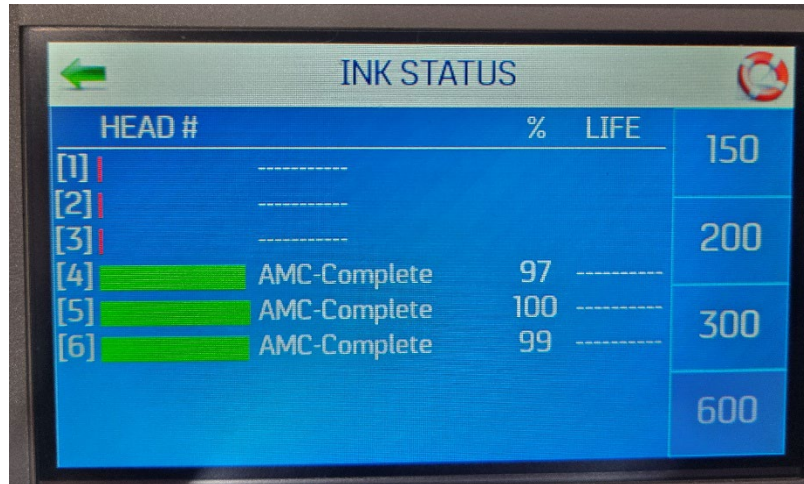 INK STATUS
HEAD # % LIFE
[1] -----------
[2] -----------
[3] -----------
[4] AMC-Complete 97 ----------
[5] AMC-Complete 100 ----------
[6] AMC-Complete 99 ----------
150
200
300
600